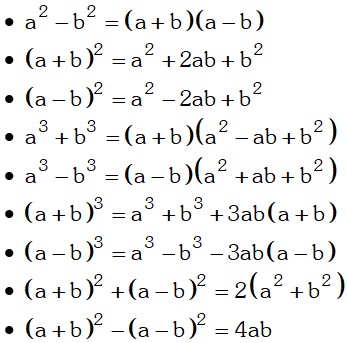 • a² − b² = (a + b)(a − b)
• (a + b)² = a² + 2ab + b²
• (a − b)² = a² − 2ab + b²
• a³ + b³ = (a + b)(a² − ab + b²)
• a³ − b³ = (a − b)(a² + ab + b²)
• (a + b)³ = a³ + b³ + 3ab(a + b)
• (a − b)³ = a³ − b³ − 3ab(a − b)
• (a + b)² + (a − b)² = 2(a² + b²)
• (a + b)² − (a − b)² = 4ab